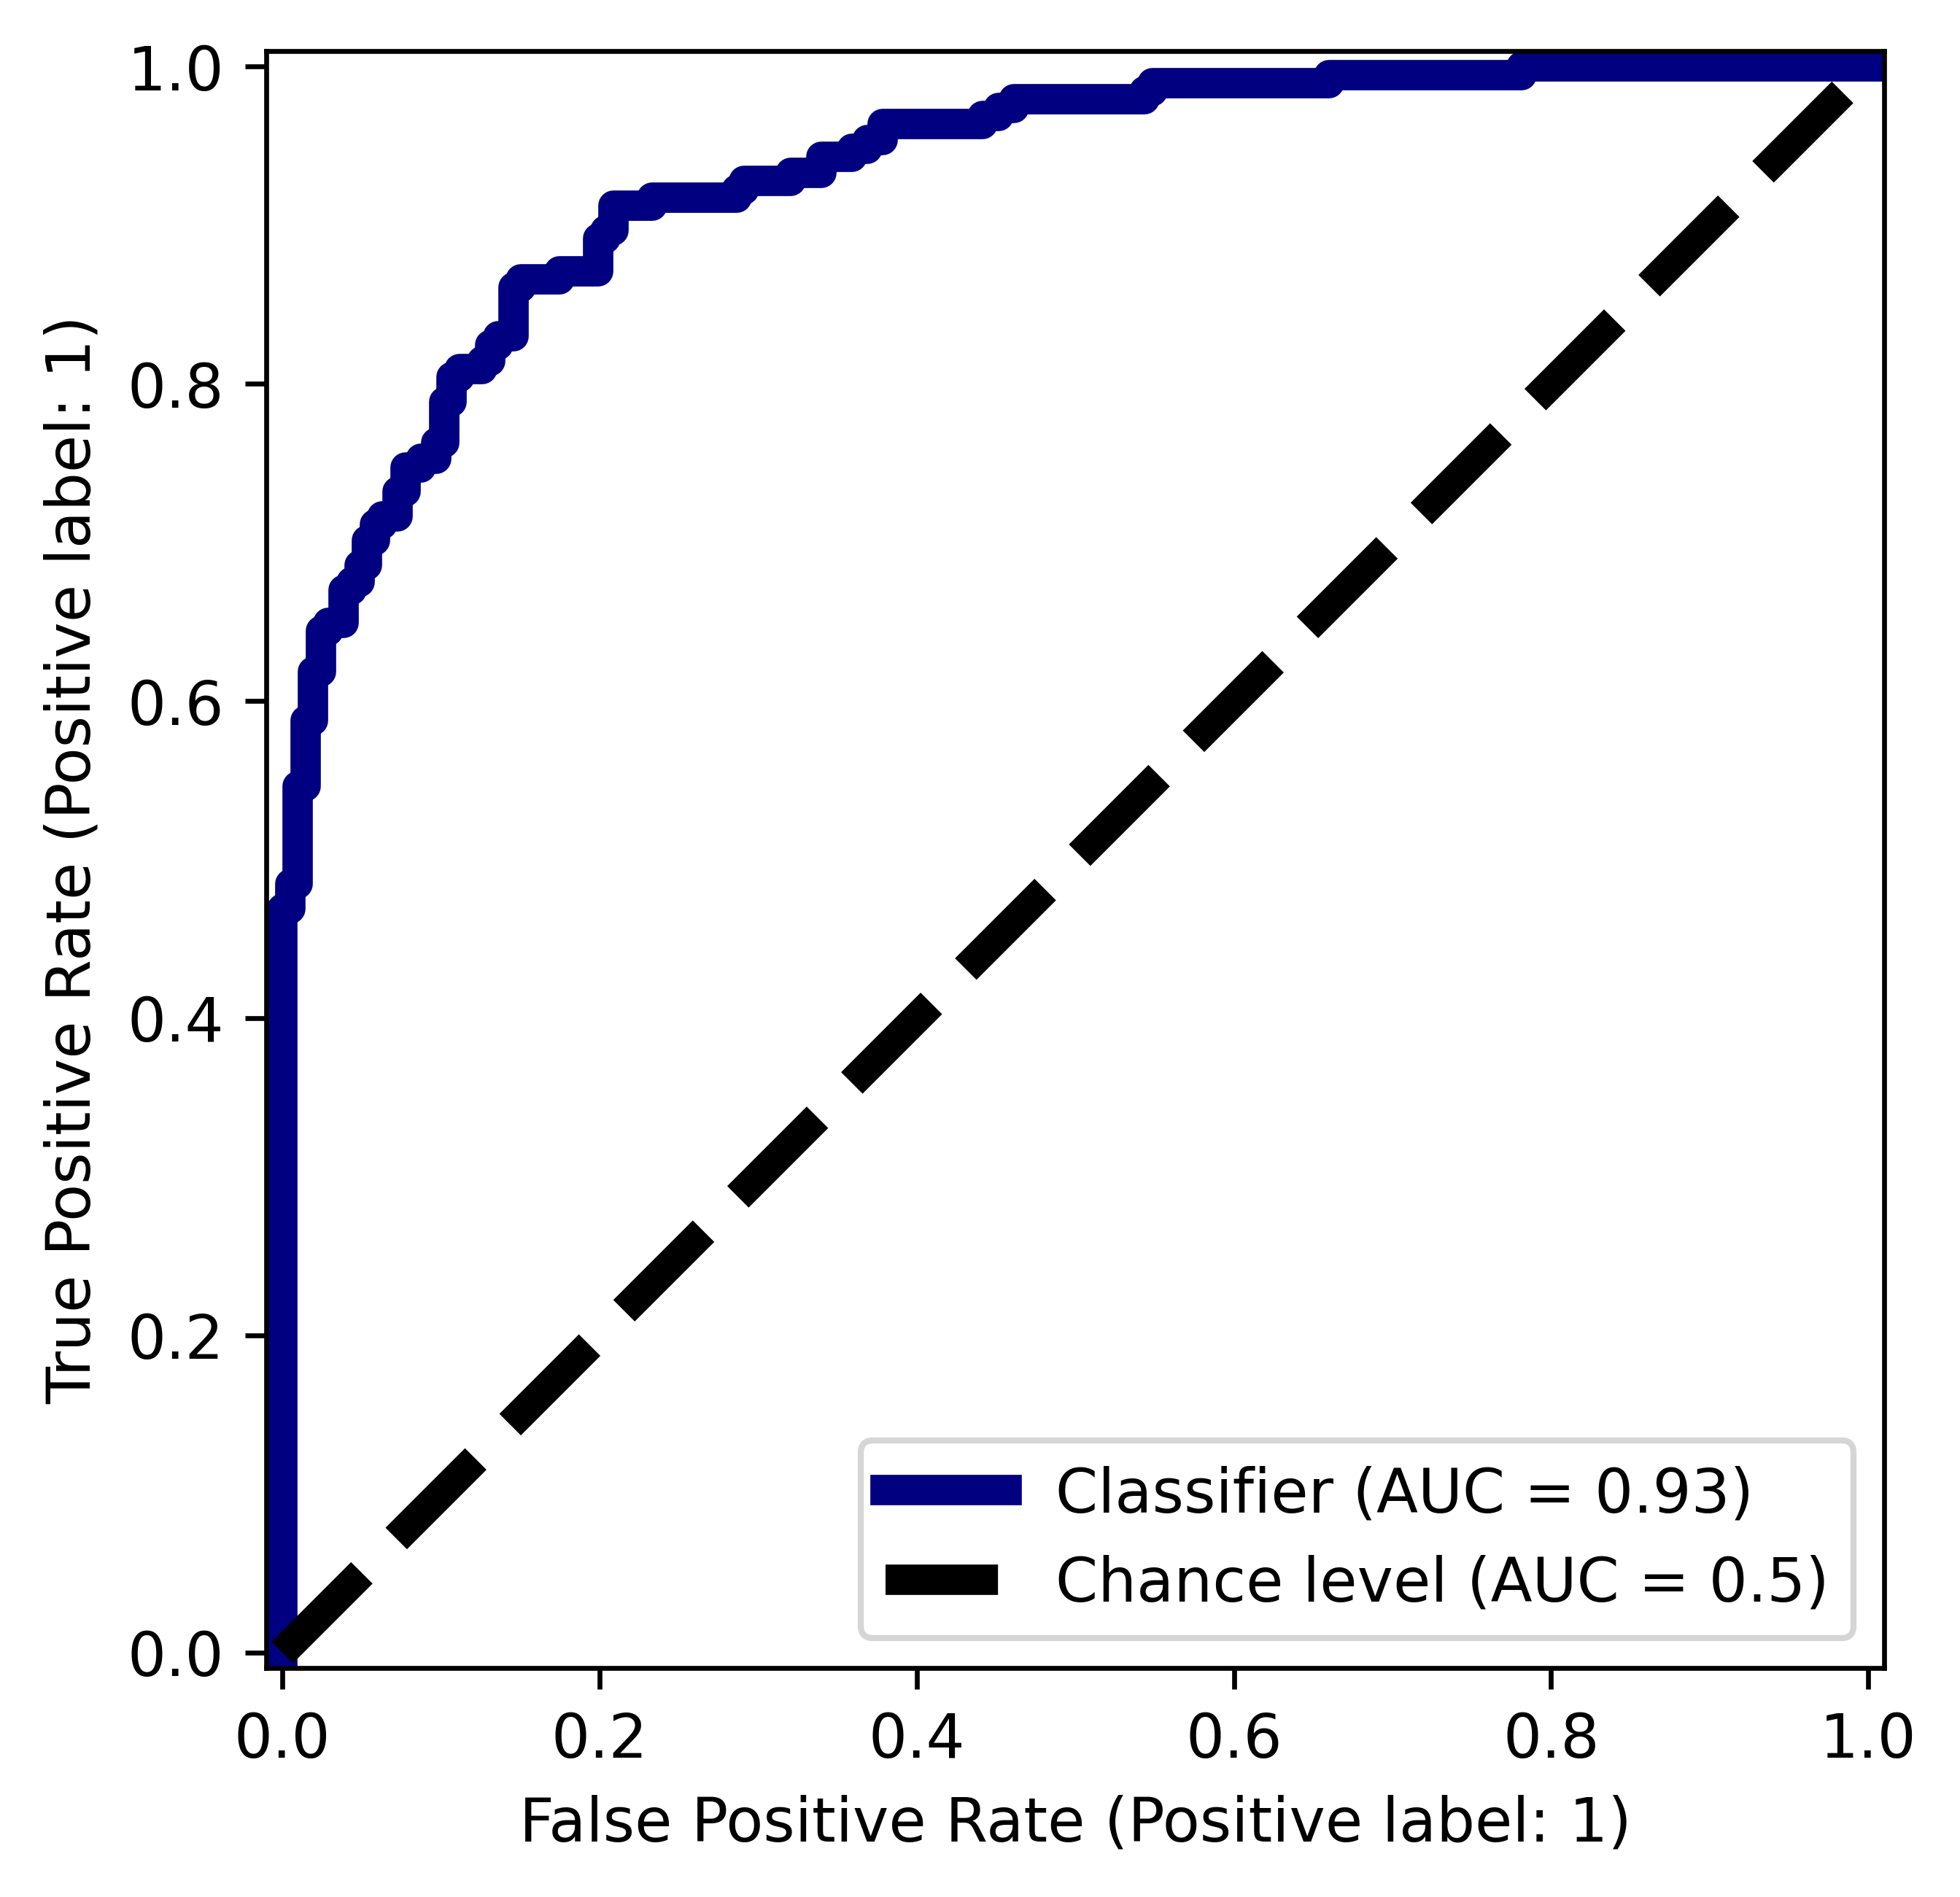 True Positive Rate (Positive label: 1)
1.0
0.8
0.6
0.4
0.2
0.0
Classifier (AUC = 0.93)
Chance level (AUC = 0.5)
0.0 0.2 0.4 0.6 0.8 1.0
False Positive Rate (Positive label: 1)